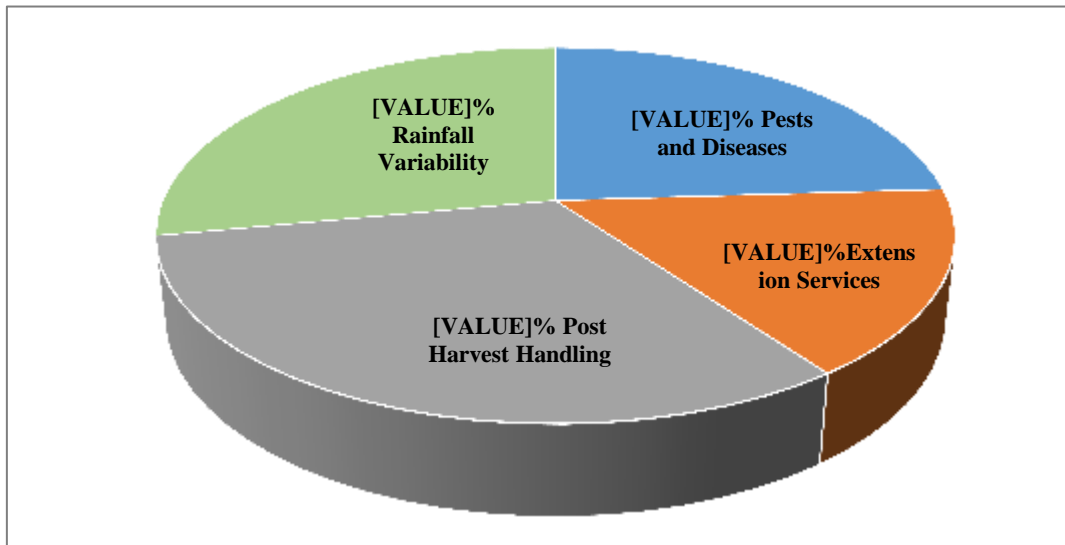 [VALUE]%
Rainfall
Variability
[VALUE]% Pests
and Diseases
[VALUE]%Extens
ion Services
[VALUE]% Post
Harvest Handling